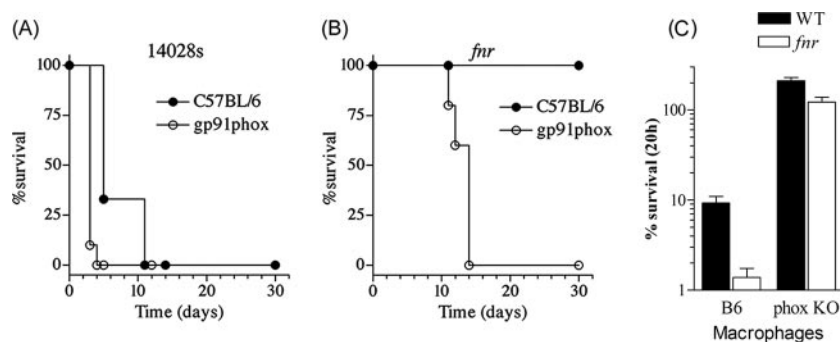 (A)
14028s
100
75
50
25
0
%survival
C57BL/6
gp91phox
0 10 20 30
Time (days)
(B)
fnr
100
75
50
25
0
%survival
C57BL/6
gp91phox
0 10 20 30
Time (days)
(C)
WT
fnr
100
10
1
% survival (20h)
B6 phox KO
Macrophages